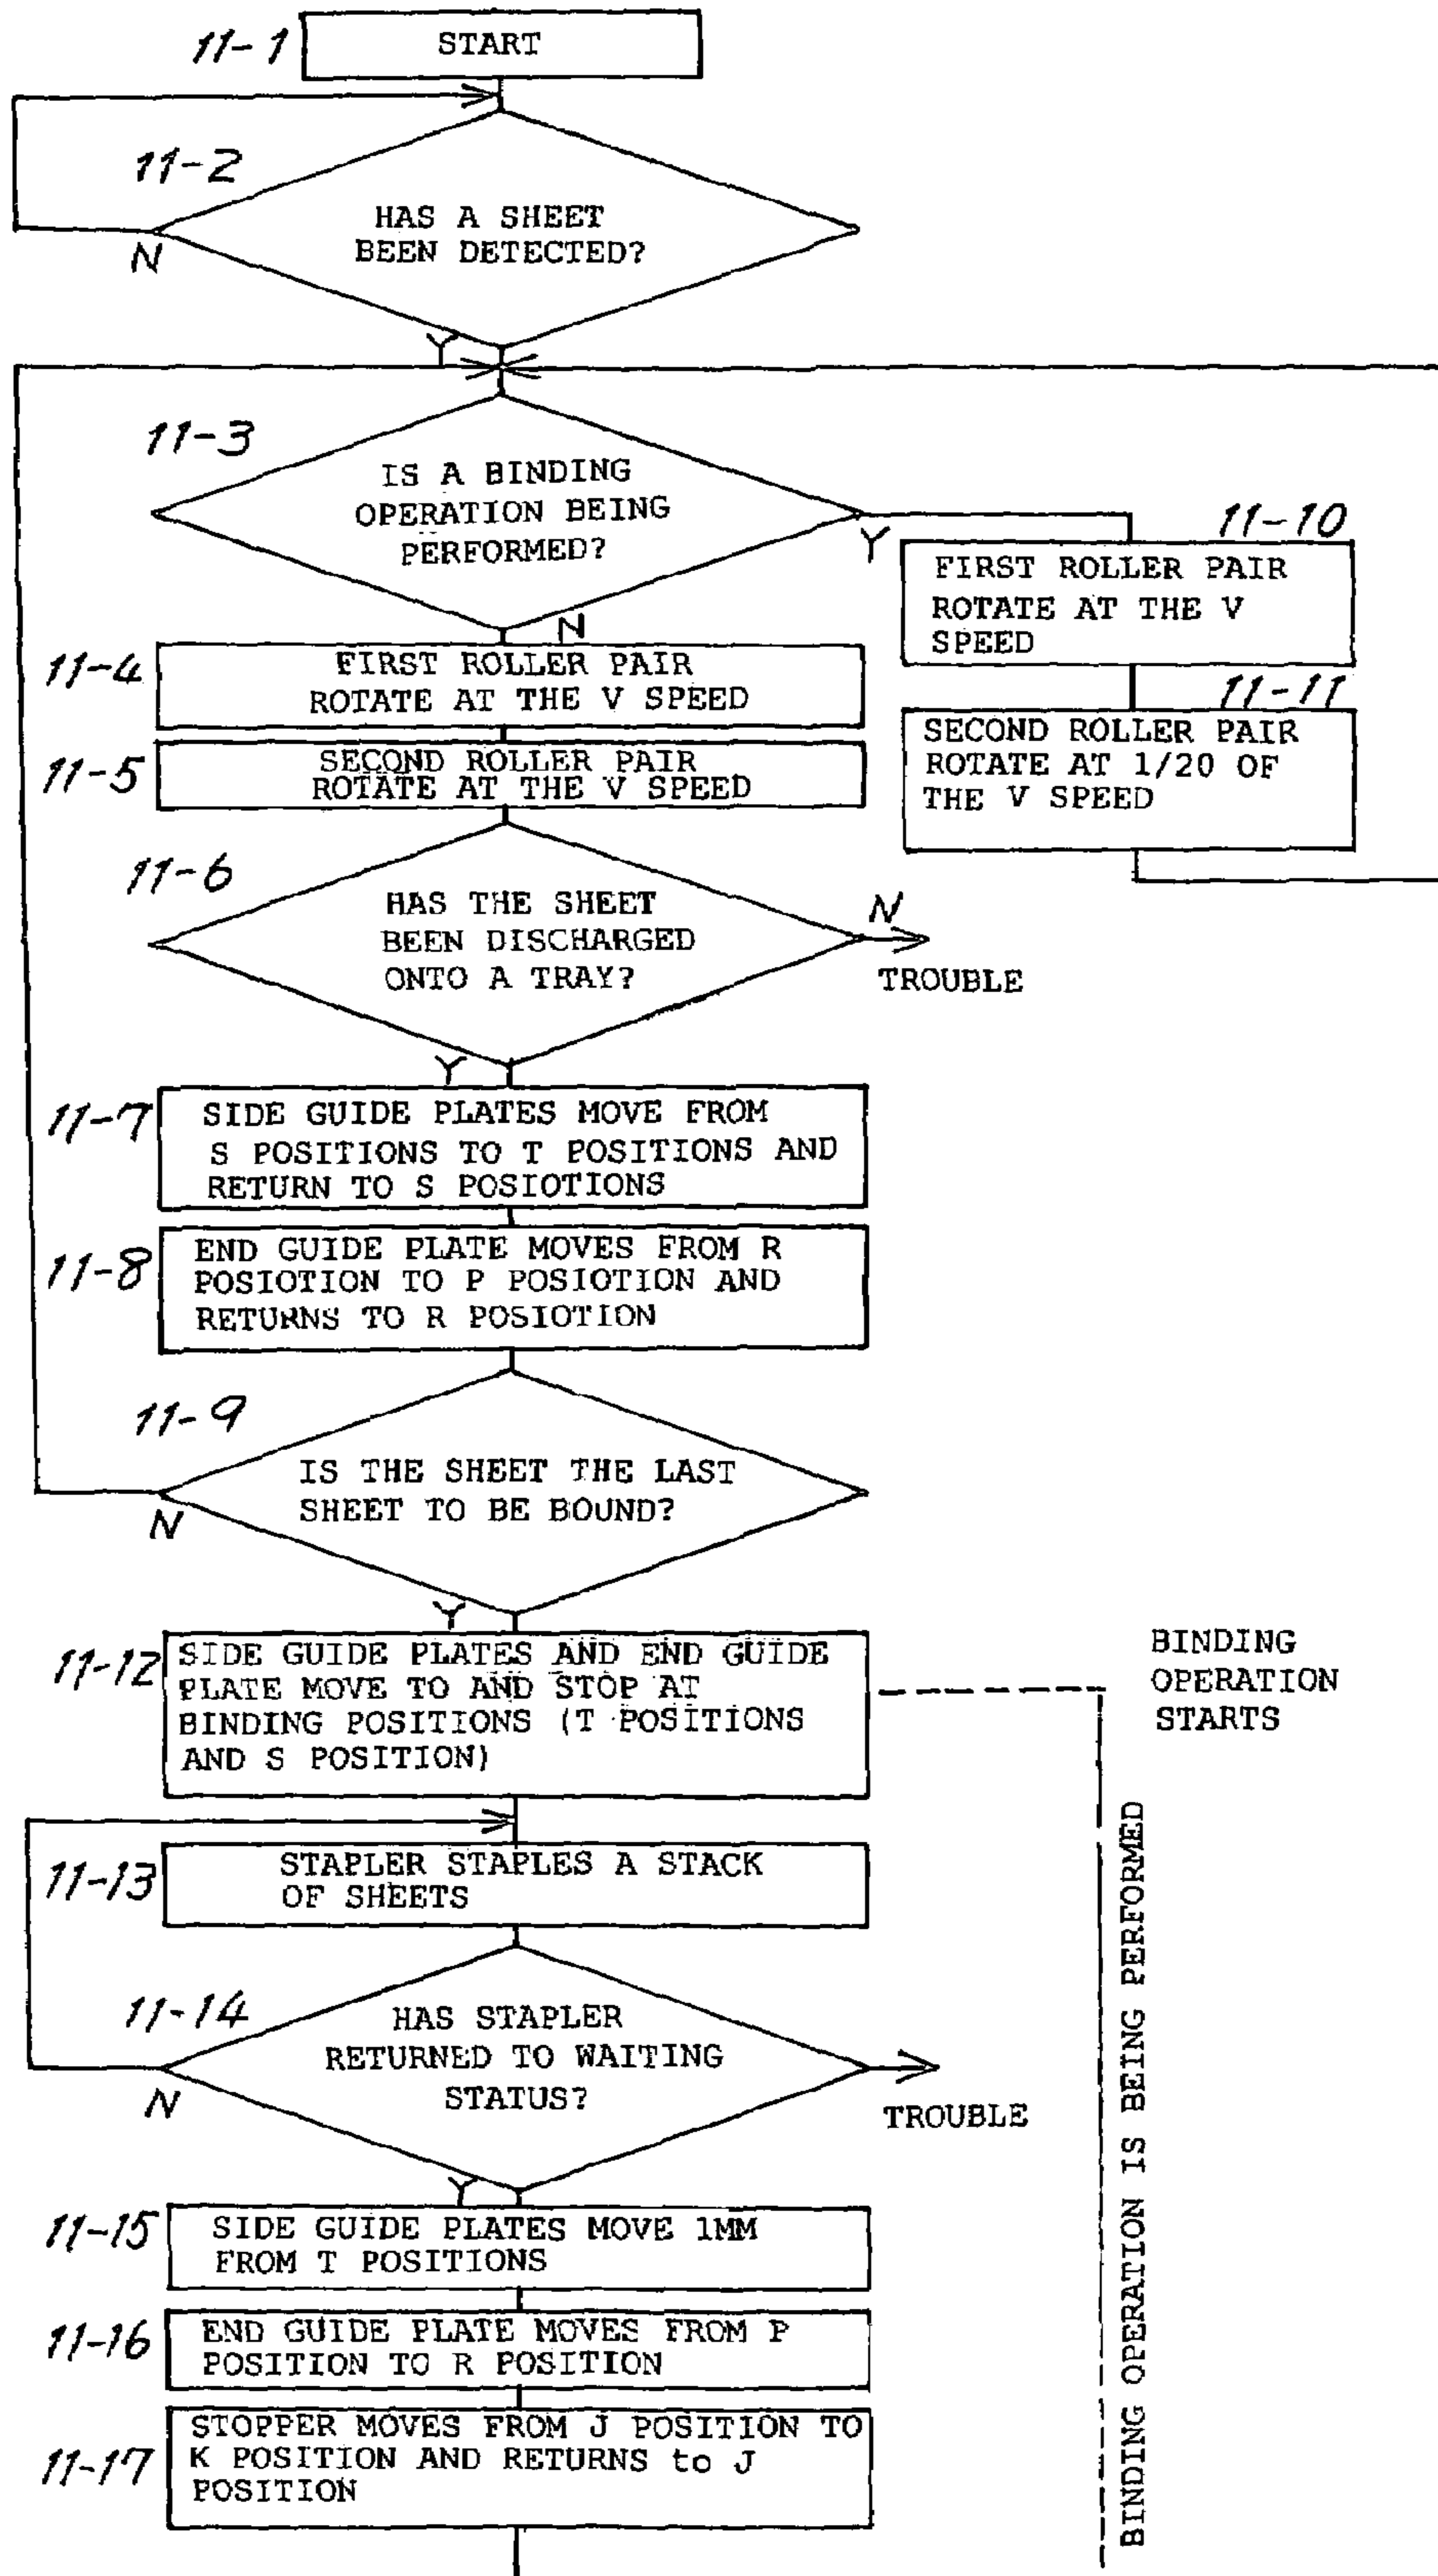 11-1
START
11-2
HAS A SHEET
BEEN DETECTED?
N
Y
11-3
IS A BINDING
OPERATION BEING
PERFORMED?
Y
N
11-10
FIRST ROLLER PAIR
ROTATE AT THE V
SPEED
11-4
FIRST ROLLER PAIR
ROTATE AT THE V SPEED
11-11
SECOND ROLLER PAIR
ROTATE AT 1/20 OF
THE V SPEED
11-5
SECOND ROLLER PAIR
ROTATE AT THE V SPEED
11-6
HAS THE SHEET
BEEN DISCHARGED
ONTO A TRAY?
N
TROUBLE
Y
11-7
SIDE GUIDE PLATES MOVE FROM
S POSITIONS TO T POSITIONS AND
RETURN TO S POSIOTIONS
11-8
END GUIDE PLATE MOVES FROM R
POSIOTION TO P POSIOTION AND
RETURNS TO R POSIOTION
11-9
IS THE SHEET THE LAST
SHEET TO BE BOUND?
N
Y
11-12
SIDE GUIDE PLATES AND END GUIDE
PLATE MOVE TO AND STOP AT
BINDING POSITIONS (T POSITIONS
AND S POSITION)
BINDING
OPERATION
STARTS
11-13
STAPLER STAPLES A STACK
OF SHEETS
11-14
HAS STAPLER
RETURNED TO WAITING
STATUS?
N
TROUBLE
Y
BINDING OPERATION IS BEING PERFORMED
11-15
SIDE GUIDE PLATES MOVE 1MM
FROM T POSITIONS
11-16
END GUIDE PLATE MOVES FROM P
POSITION TO R POSITION
11-17
STOPPER MOVES FROM J POSITION TO
K POSITION AND RETURNS to J
POSITION